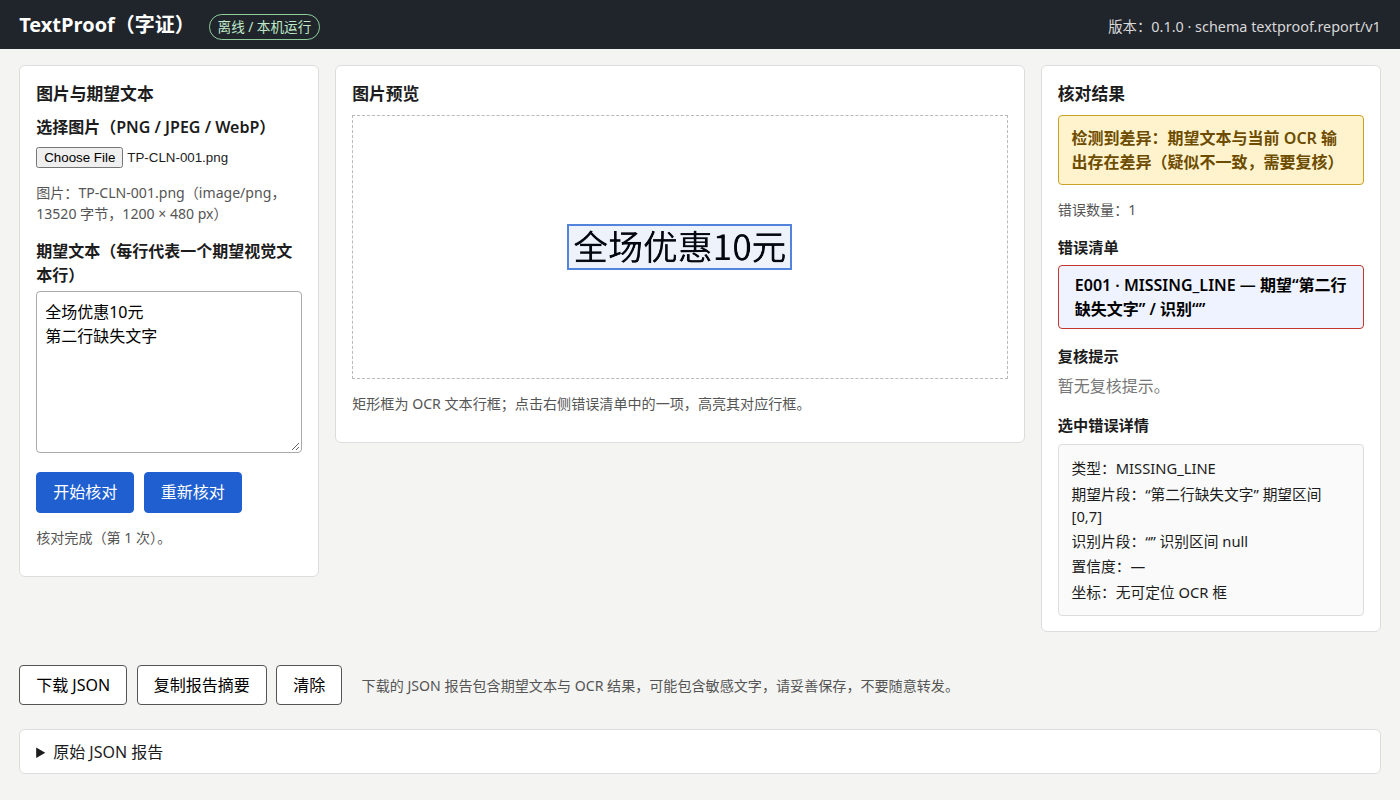 TextProof（字证）
离线 / 本机运行
版本：0.1.0 · schema textproof.report/v1
图片与期望文本
选择图片（PNG / JPEG / WebP）
Choose File TP-CLN-001.png
图片：TP-CLN-001.png（image/png，
13520 字节，1200 × 480 px）
期望文本（每行代表一个期望视觉文
本行）
全场优惠10元
第二行缺失文字
开始核对
重新核对
核对完成（第 1 次）。
图片预览
全场优惠10元
矩形框为 OCR 文本行框；点击右侧错误清单中的一项，高亮其对应行框。
核对结果
检测到差异：期望文本与当前 OCR 输
出存在差异（疑似不一致，需要复核）
错误数量：1
错误清单
E001 · MISSING_LINE — 期望“第二行
缺失文字” / 识别“”
复核提示
暂无复核提示。
选中错误详情
类型：MISSING_LINE
期望片段：“第二行缺失文字” 期望区间
[0,7]
识别片段：“” 识别区间 null
置信度：—
坐标：无可定位 OCR 框
下载 JSON
复制报告摘要
清除
下载的 JSON 报告包含期望文本与 OCR 结果，可能包含敏感文字，请妥善保存，不要随意转发。
原始 JSON 报告